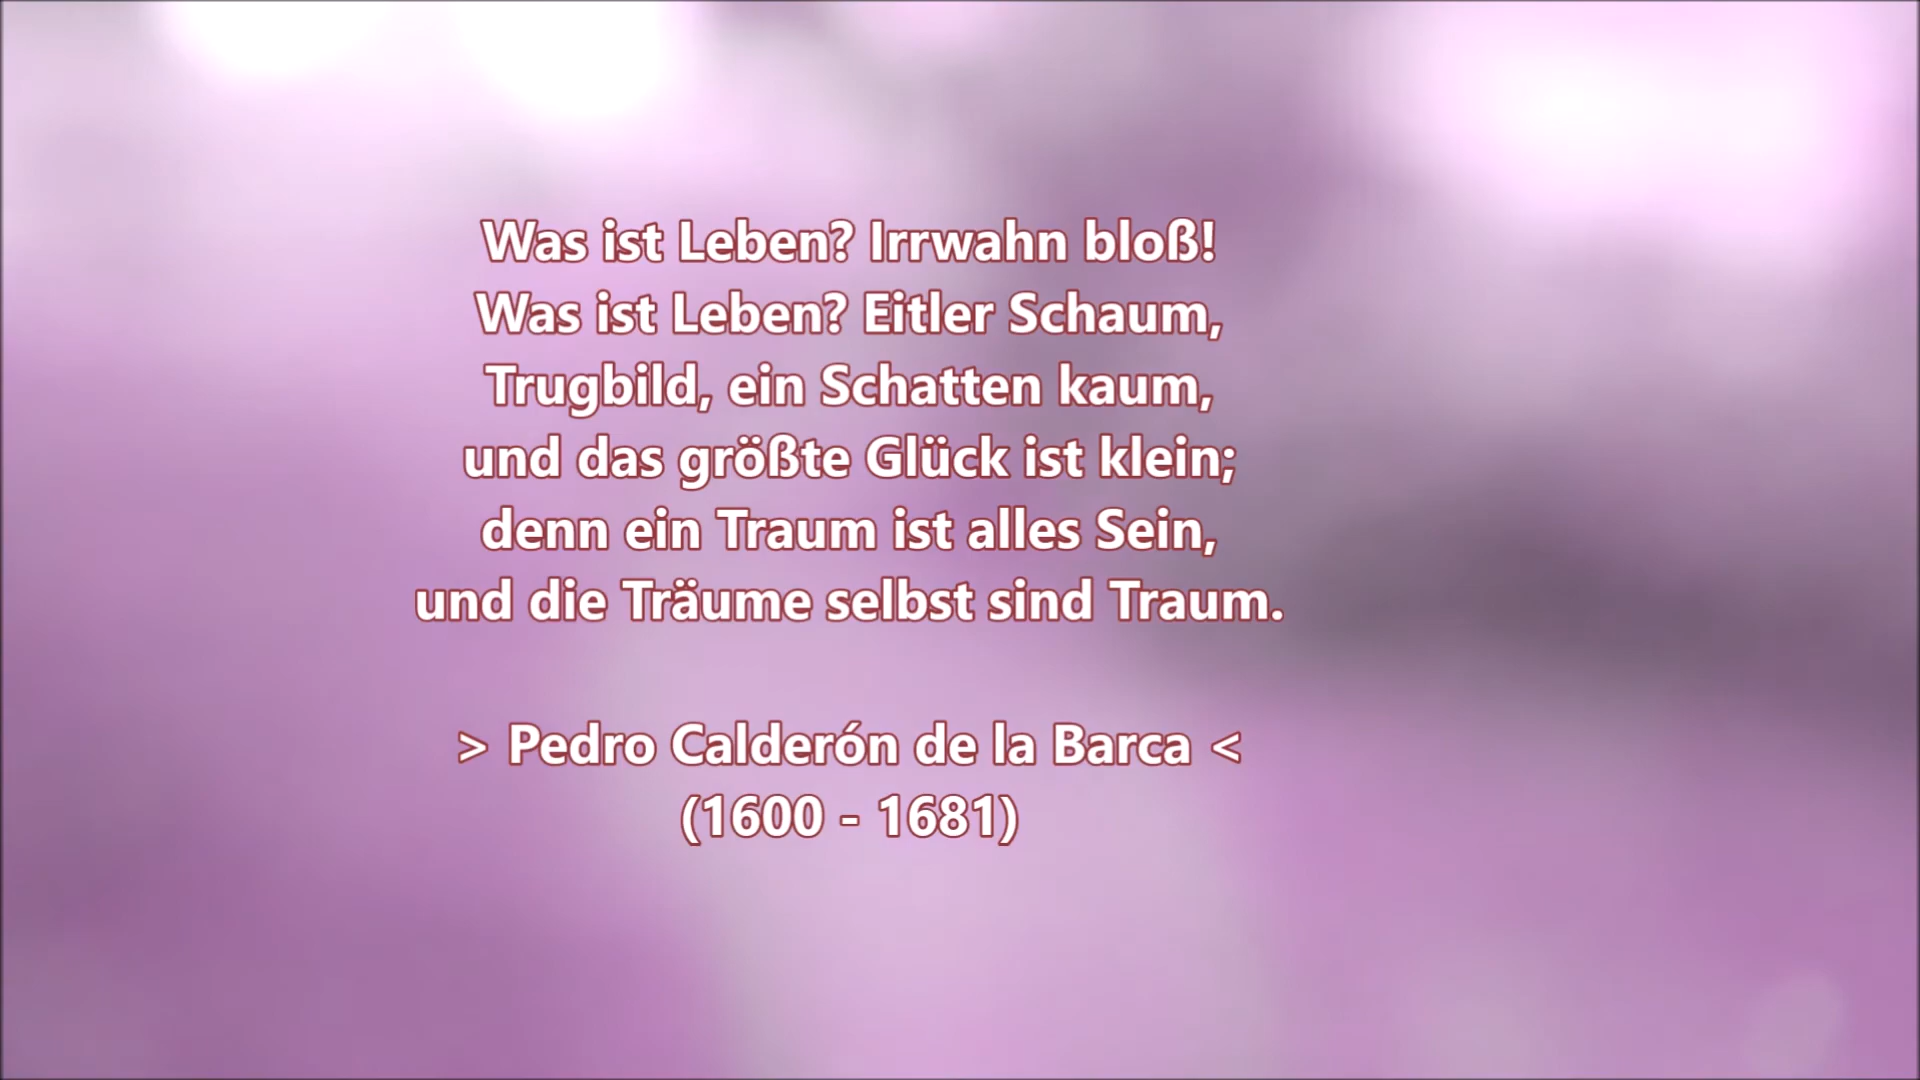 Was ist Leben? Irrwahn bloß!
Was ist Leben? Eitler Schaum,
Trugbild, ein Schatten kaum,
und das größte Glück ist klein;
denn ein Traum ist alles Sein,
und die Träume selbst sind Traum.
> Pedro Calderón de la Barca <
(1600 - 1681)